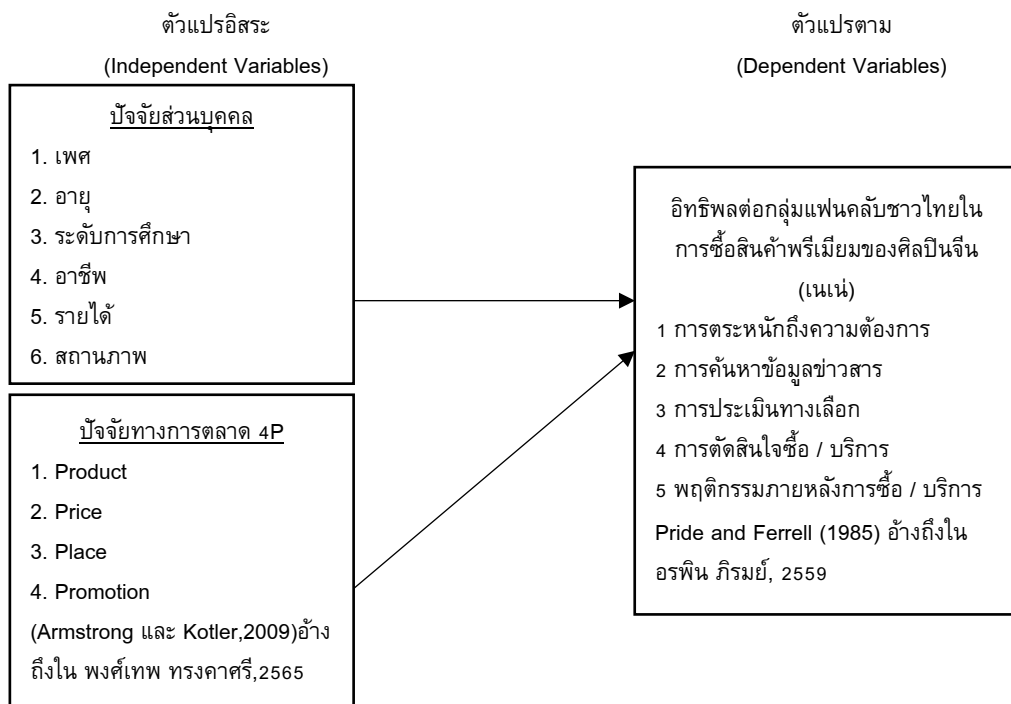 ตัวแปรอิสระ
(Independent Variables)
ปัจจัยส่วนบุคคล
1. เพศ
2. อายุ
3. ระดับการศึกษา
4. อาชีพ
5. รายได้
6. สถานภาพ
ปัจจัยทางการตลาด 4P
1. Product
2. Price
3. Place
4. Promotion
(Armstrong และ Kotler,2009)อ้าง
ถึงใน พงศ์เทพ ทรงคาศรี,2565
ตัวแปรตาม
(Dependent Variables)
อิทธิพลต่อกลุ่มแฟนคลับชาวไทยใน
การซื้อสินค้าพรีเมียมของศิลปินจีน
(เนเน่)
1 การตระหนักถึงความต้องการ
2 การค้นหาข้อมูลข่าวสาร
3 การประเมินทางเลือก
4 การตัดสินใจซื้อ / บริการ
5 พฤติกรรมภายหลังการซื้อ / บริการ
Pride and Ferrell (1985) อ้างถึงใน
อรพิน ภิรมย์, 2559